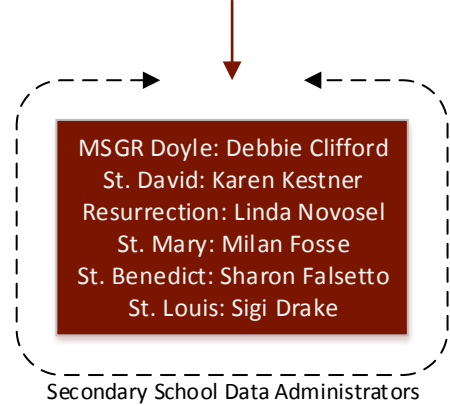 MSGR Doyle: Debbie Clifford
St. David: Karen Kestner
Resurrection: Linda Novosel
St. Mary: Milan Fosse
St. Benedict: Sharon Falsetto
St. Louis: Sigi Drake
Secondary School Data Administrators